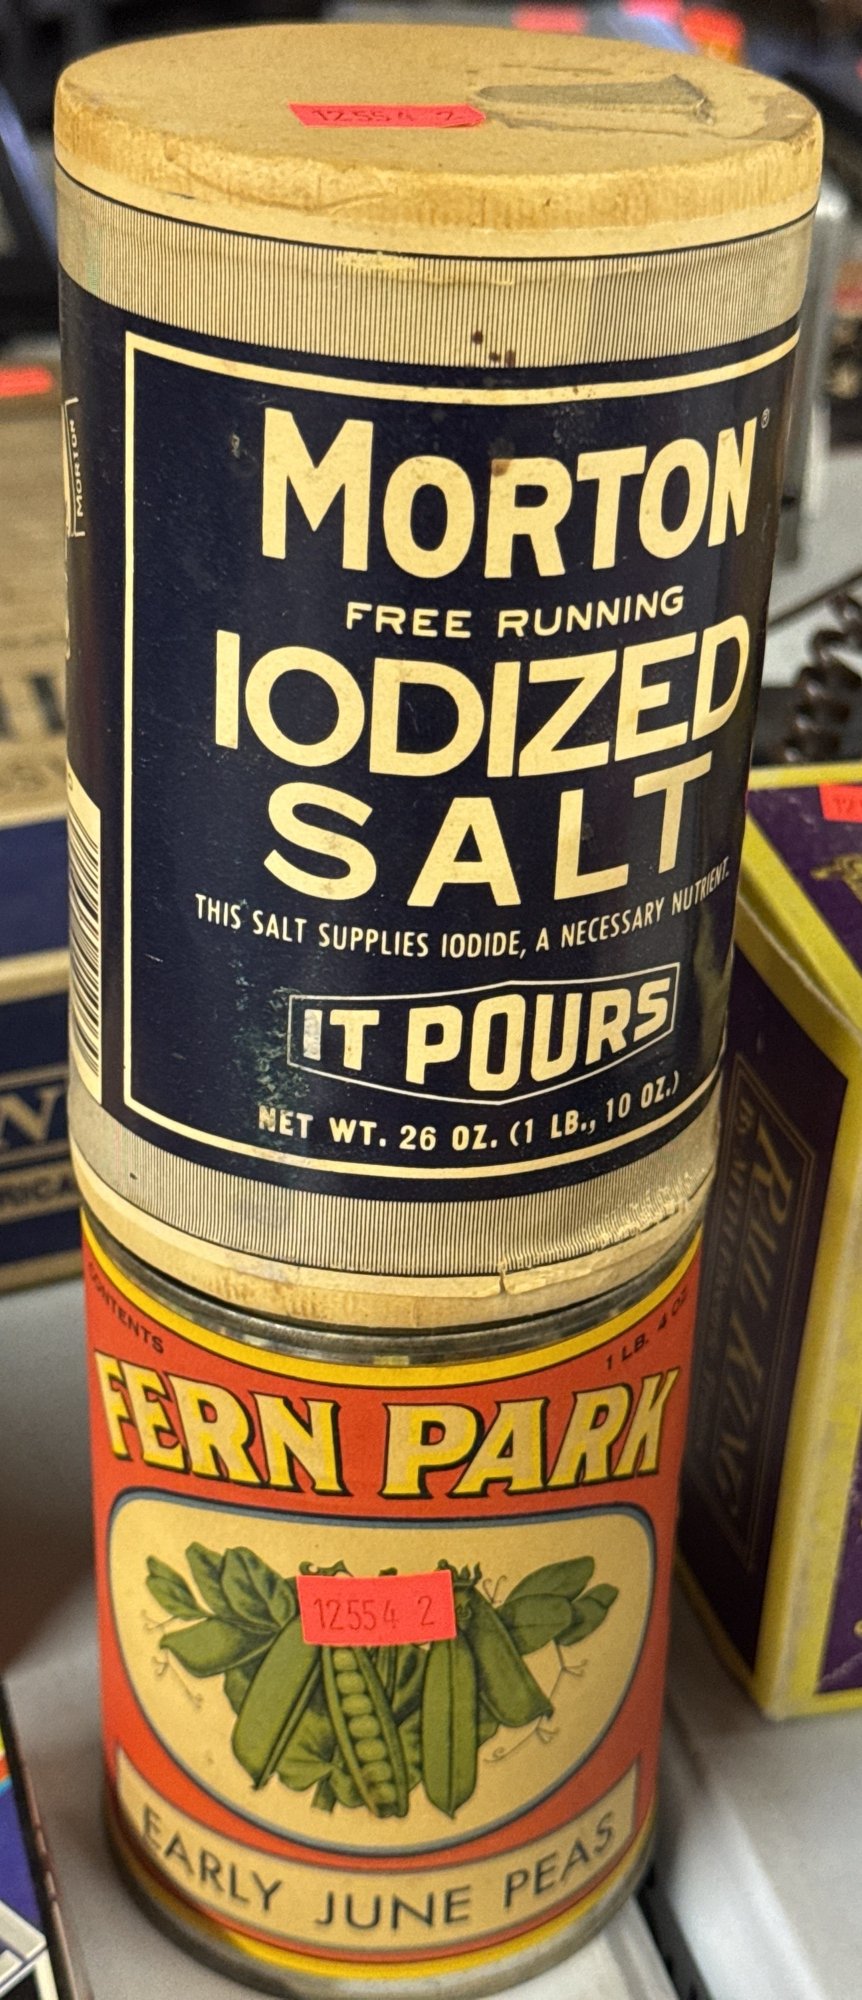 12554 2
MORTON
MORTON®
FREE RUNNING
IODIZED
SALT
THIS SALT SUPPLIES IODIDE, A NECESSARY NUTRIENT.
IT POURS
NET WT. 26 OZ. (1 LB., 10 OZ.)
CONTENTS
1 LB. 4 OZ
FERN PARK
12554 2
EARLY JUNE PEAS